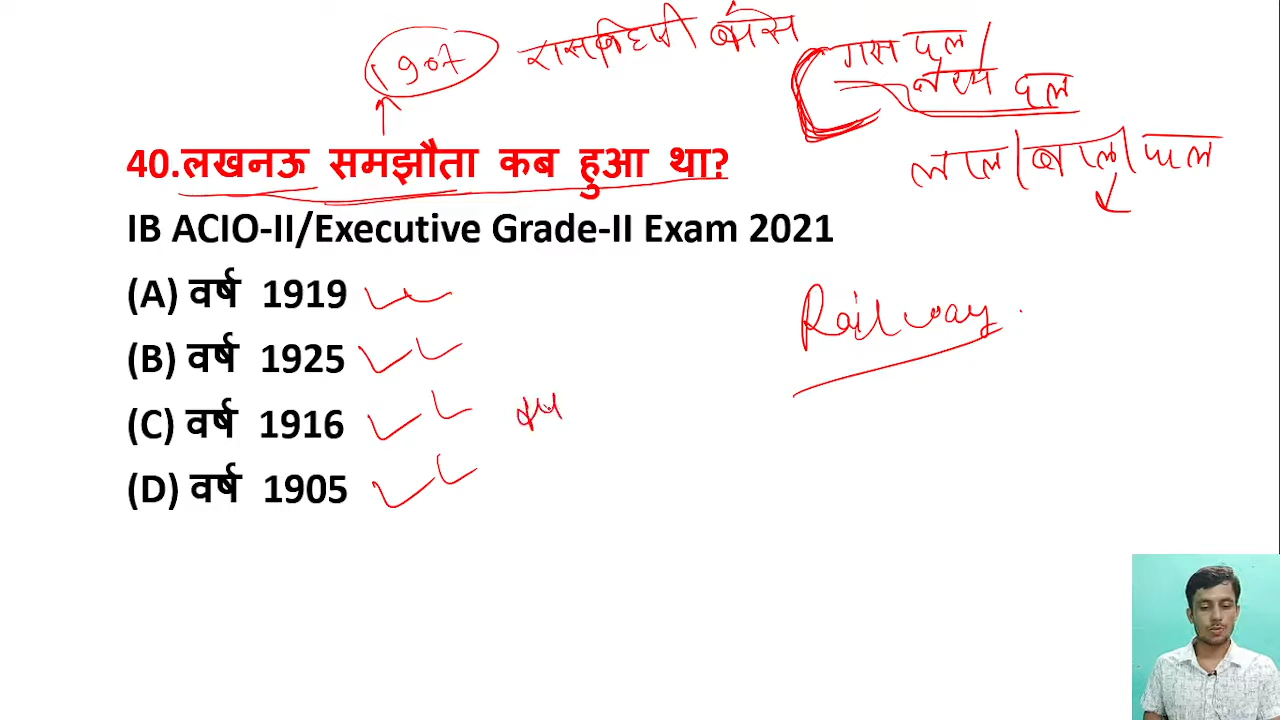 1907 रासबिहारी बोस
गरम दल/
नरम दल
लाल/बाल/पाल
40.लखनऊ समझौता कब हुआ था?
IB ACIO-II/Executive Grade-II Exam 2021
(A) वर्ष 1919
(B) वर्ष 1925
(C) वर्ष 1916
(D) वर्ष 1905
Railway